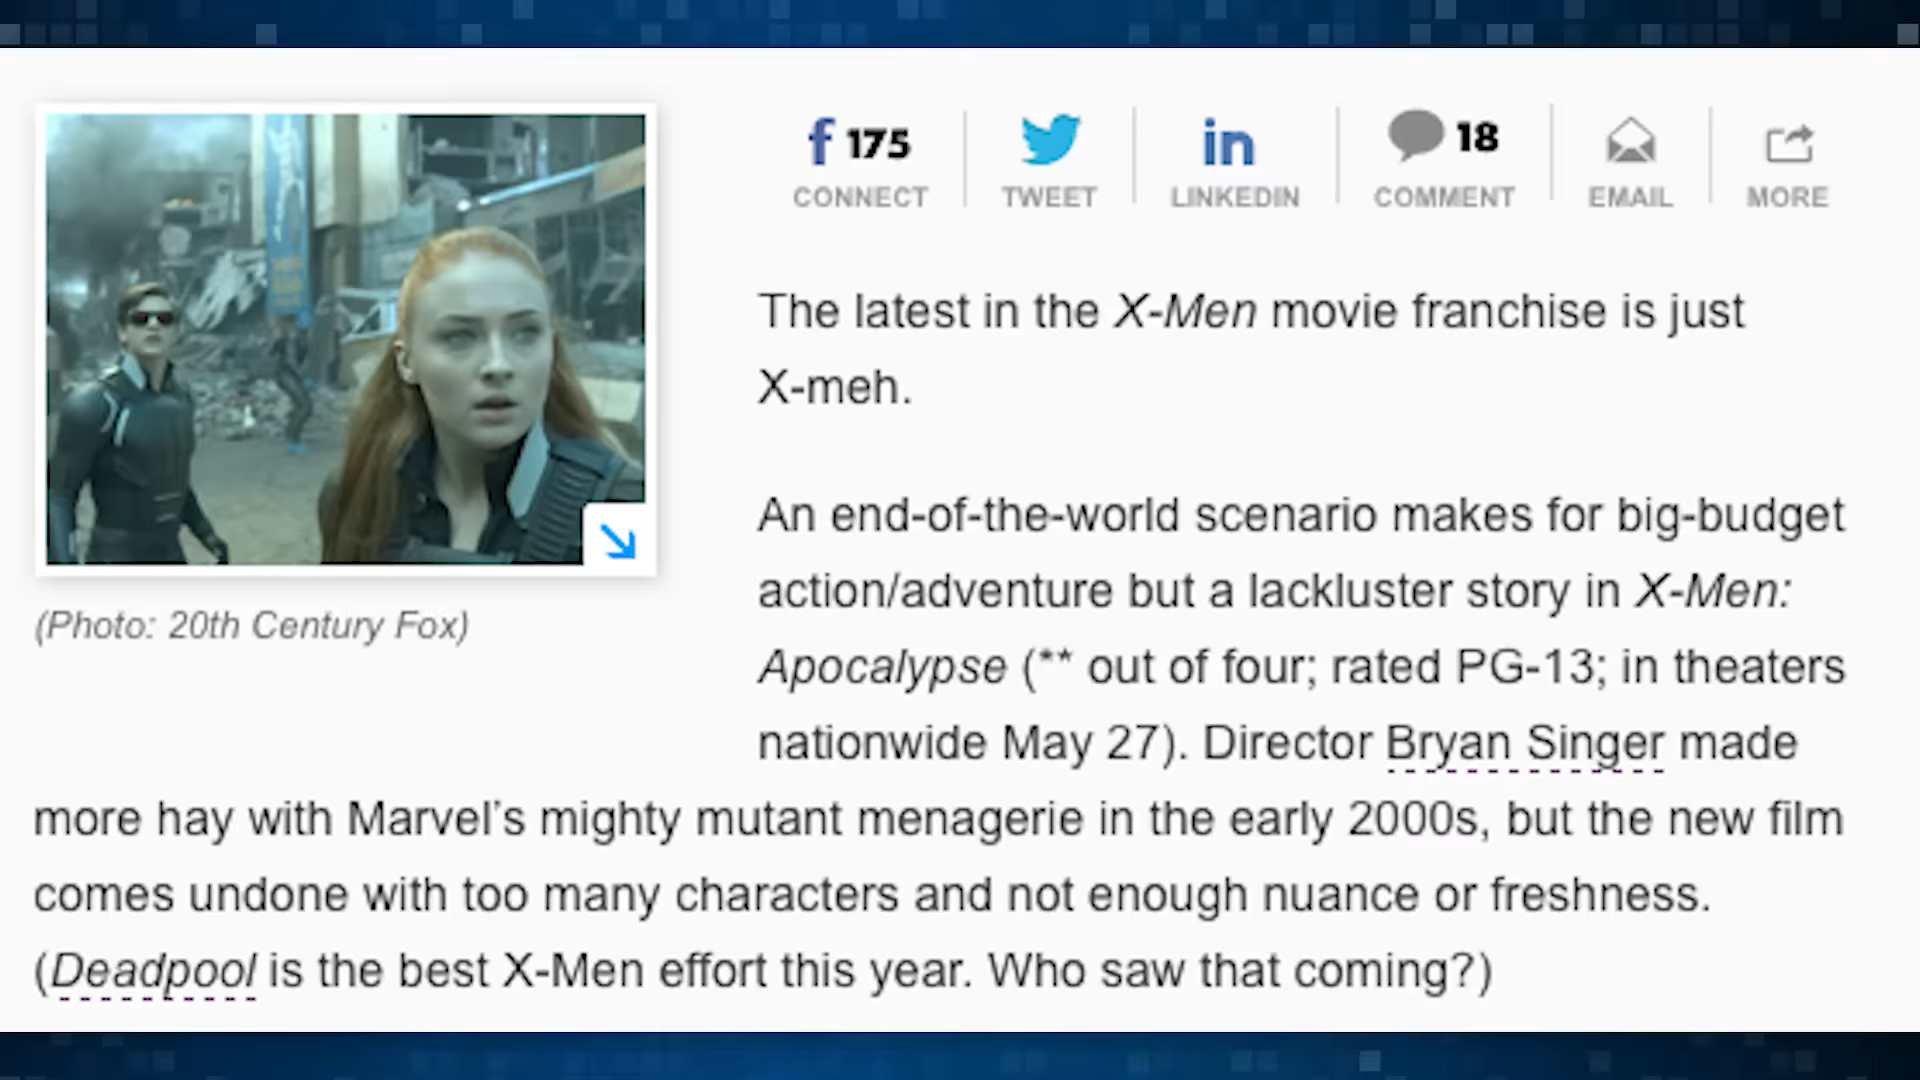 f 175
CONNECT
TWEET
in
LINKEDIN
18
COMMENT
EMAIL
MORE
(Photo: 20th Century Fox)
The latest in the X-Men movie franchise is just
X-meh.
An end-of-the-world scenario makes for big-budget
action/adventure but a lackluster story in X-Men:
Apocalypse (** out of four; rated PG-13; in theaters
nationwide May 27). Director Bryan Singer made
more hay with Marvel’s mighty mutant menagerie in the early 2000s, but the new film
comes undone with too many characters and not enough nuance or freshness.
(Deadpool is the best X-Men effort this year. Who saw that coming?)